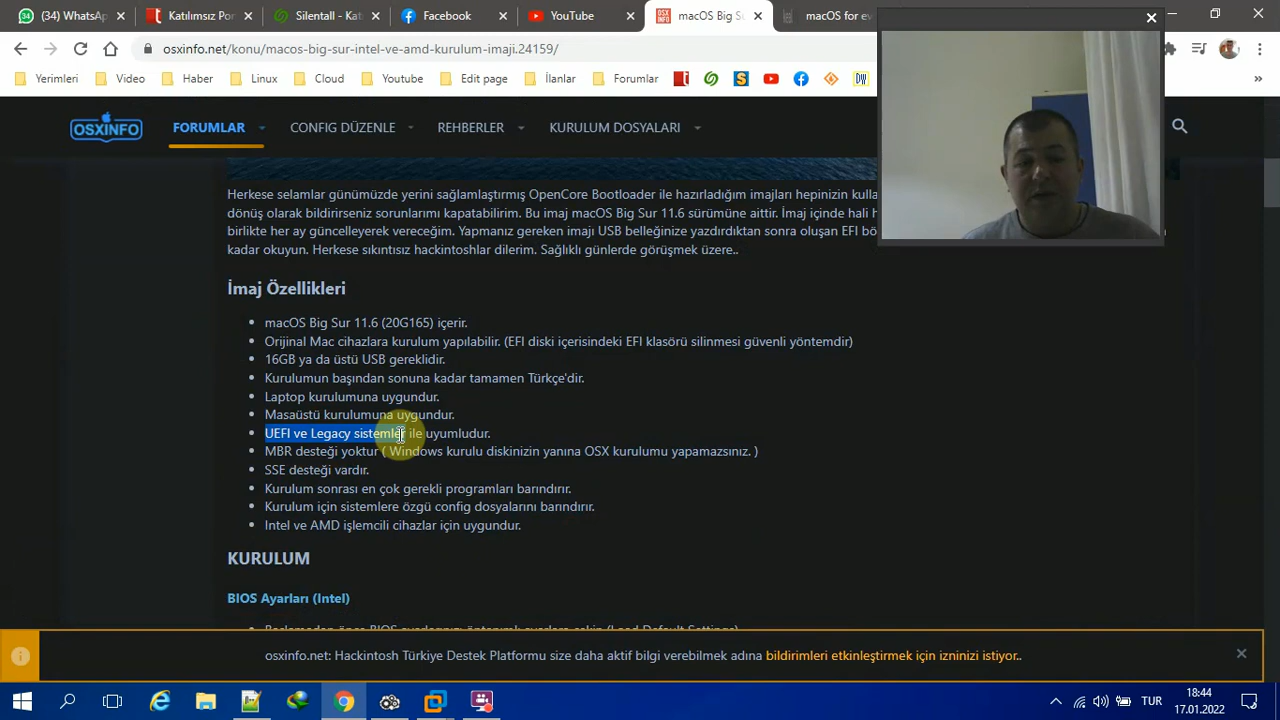 (34) WhatsA
Katılımsız Pör
Silentall - Kat
Facebook
YouTube
macOS Big S
macOS for ev
osxinfo.net/konu/macos-big-sur-intel-ve-amd-kurulum-imaji.24159/
Yerimleri
Video
Haber
Linux
Cloud
Youtube
Edit page
İlanlar
Forumlar
DW
»
OSXINFO
FORUMLAR
CONFIG DÜZENLE
REHBERLER
KURULUM DOSYALARI
Herkese selamlar günümüzde yerini sağlamlaştırmış OpenCore Bootloader ile hazırladığım imajları hepinizin kulla
dönüş olarak bildirirseniz sorunlarımı kapatabilirim. Bu imaj macOS Big Sur 11.6 sürümüne aittir. İmaj içinde hali h
birlikte her ay güncelleyerek vereceğim. Yapmanız gereken imajı USB belleğinize yazdırdıktan sonra oluşan EFI bö
kadar okuyun. Herkese sıkıntısız hackintoshlar dilerim. Sağlıklı günlerde görüşmek üzere..
İmaj Özellikleri
• macOS Big Sur 11.6 (20G165) içerir.
• Orijinal Mac cihazlara kurulum yapılabilir. (EFI diski içerisindeki EFI klasörü silinmesi güvenli yöntemdir)
• 16GB ya da üstü USB gereklidir.
• Kurulumun başından sonuna kadar tamamen Türkçe'dir.
• Laptop kurulumuna uygundur.
• Masaüstü kurulumuna uygundur.
• UEFI ve Legacy sistemler ile uyumludur.
• MBR desteği yoktur ( Windows kurulu diskinizin yanına OSX kurulumu yapamazsınız. )
• SSE desteği vardır.
• Kurulum sonrası en çok gerekli programları barındırır.
• Kurulum için sistemlere özgü config dosyalarını barındırır.
• Intel ve AMD işlemcili cihazlar için uygundur.
KURULUM
BIOS Ayarları (Intel)
osxinfo.net: Hackintosh Türkiye Destek Platformu size daha aktif bilgi verebilmek adına bildirimleri etkinleştirmek için izninizi istiyor..
TUR
18:44
17.01.2022